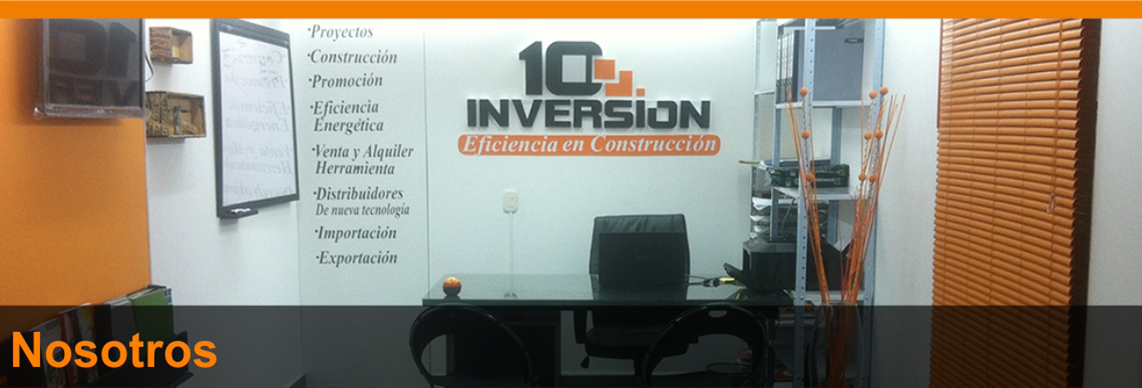 ·Proyectos
·Construcción
·Promoción
·Eficiencia
Energética
·Venta y Alquiler
Herramienta
·Distribuidores
De nueva tecnología
·Importación
·Exportación
10
INVERSION
Eficiencia en Construcción
Nosotros